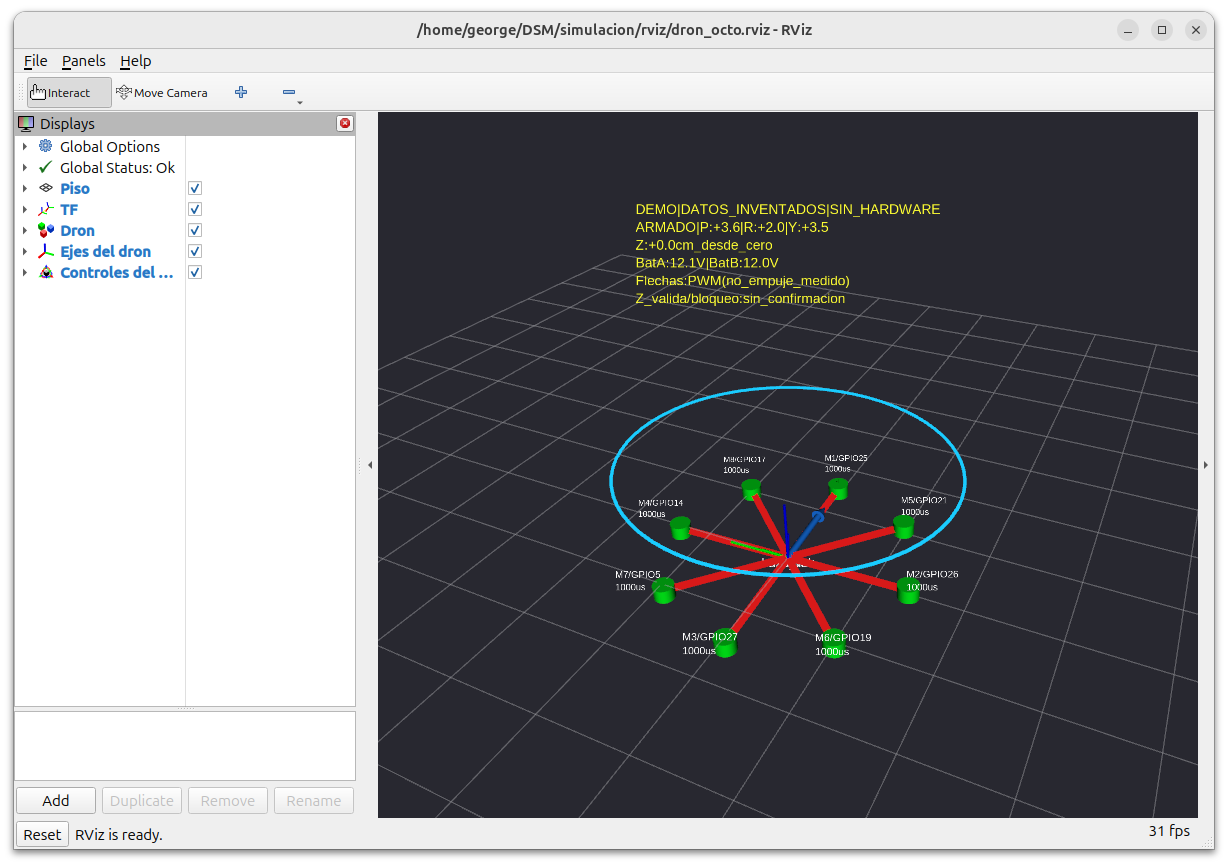 /home/george/DSM/simulacion/rviz/dron_octo.rviz - RViz
File Panels Help
Interact Move Camera
Displays
Global Options
Global Status: Ok
Piso
TF
Dron
Ejes del dron
Controles del ...
DEMO|DATOS_INVENTADOS|SIN_HARDWARE
ARMADO|P:+3.6|R:+2.0|Y:+3.5
Z:+0.0cm_desde_cero
BatA:12.1V|BatB:12.0V
Flechas:PWM(no_empuje_medido)
Z_valida/bloqueo:sin_confirmacion
M8/GPIO17
1000us
M1/GPIO25
1000us
M4/GPIO14
1000us
M5/GPIO21
1000us
M7/GPIO5
1000us
M2/GPIO26
1000us
M3/GPIO27
1000us
M6/GPIO19
1000us
Add Duplicate Remove Rename
Reset RViz is ready.
31 fps